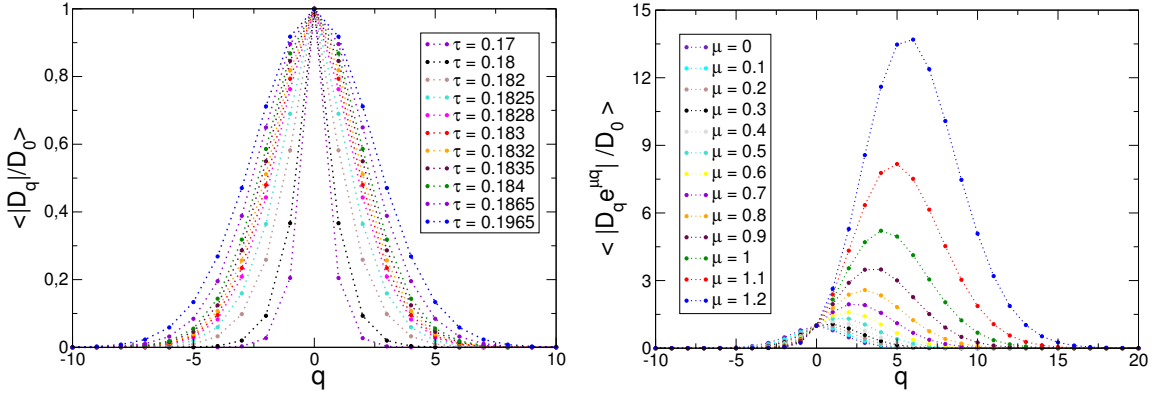 <|D_q|/D_0>
1
0,8
0,6
0,4
0,2
0
-10
-5
0
5
10
q
τ = 0.17
τ = 0.18
τ = 0.182
τ = 0.1825
τ = 0.1828
τ = 0.183
τ = 0.1832
τ = 0.1835
τ = 0.184
τ = 0.1865
τ = 0.1965
< |D_q e^{μq}| /D_0 >
15
12
9
6
3
0
-10
-5
0
5
10
15
20
q
μ = 0
μ = 0.1
μ = 0.2
μ = 0.3
μ = 0.4
μ = 0.5
μ = 0.6
μ = 0.7
μ = 0.8
μ = 0.9
μ = 1
μ = 1.1
μ = 1.2